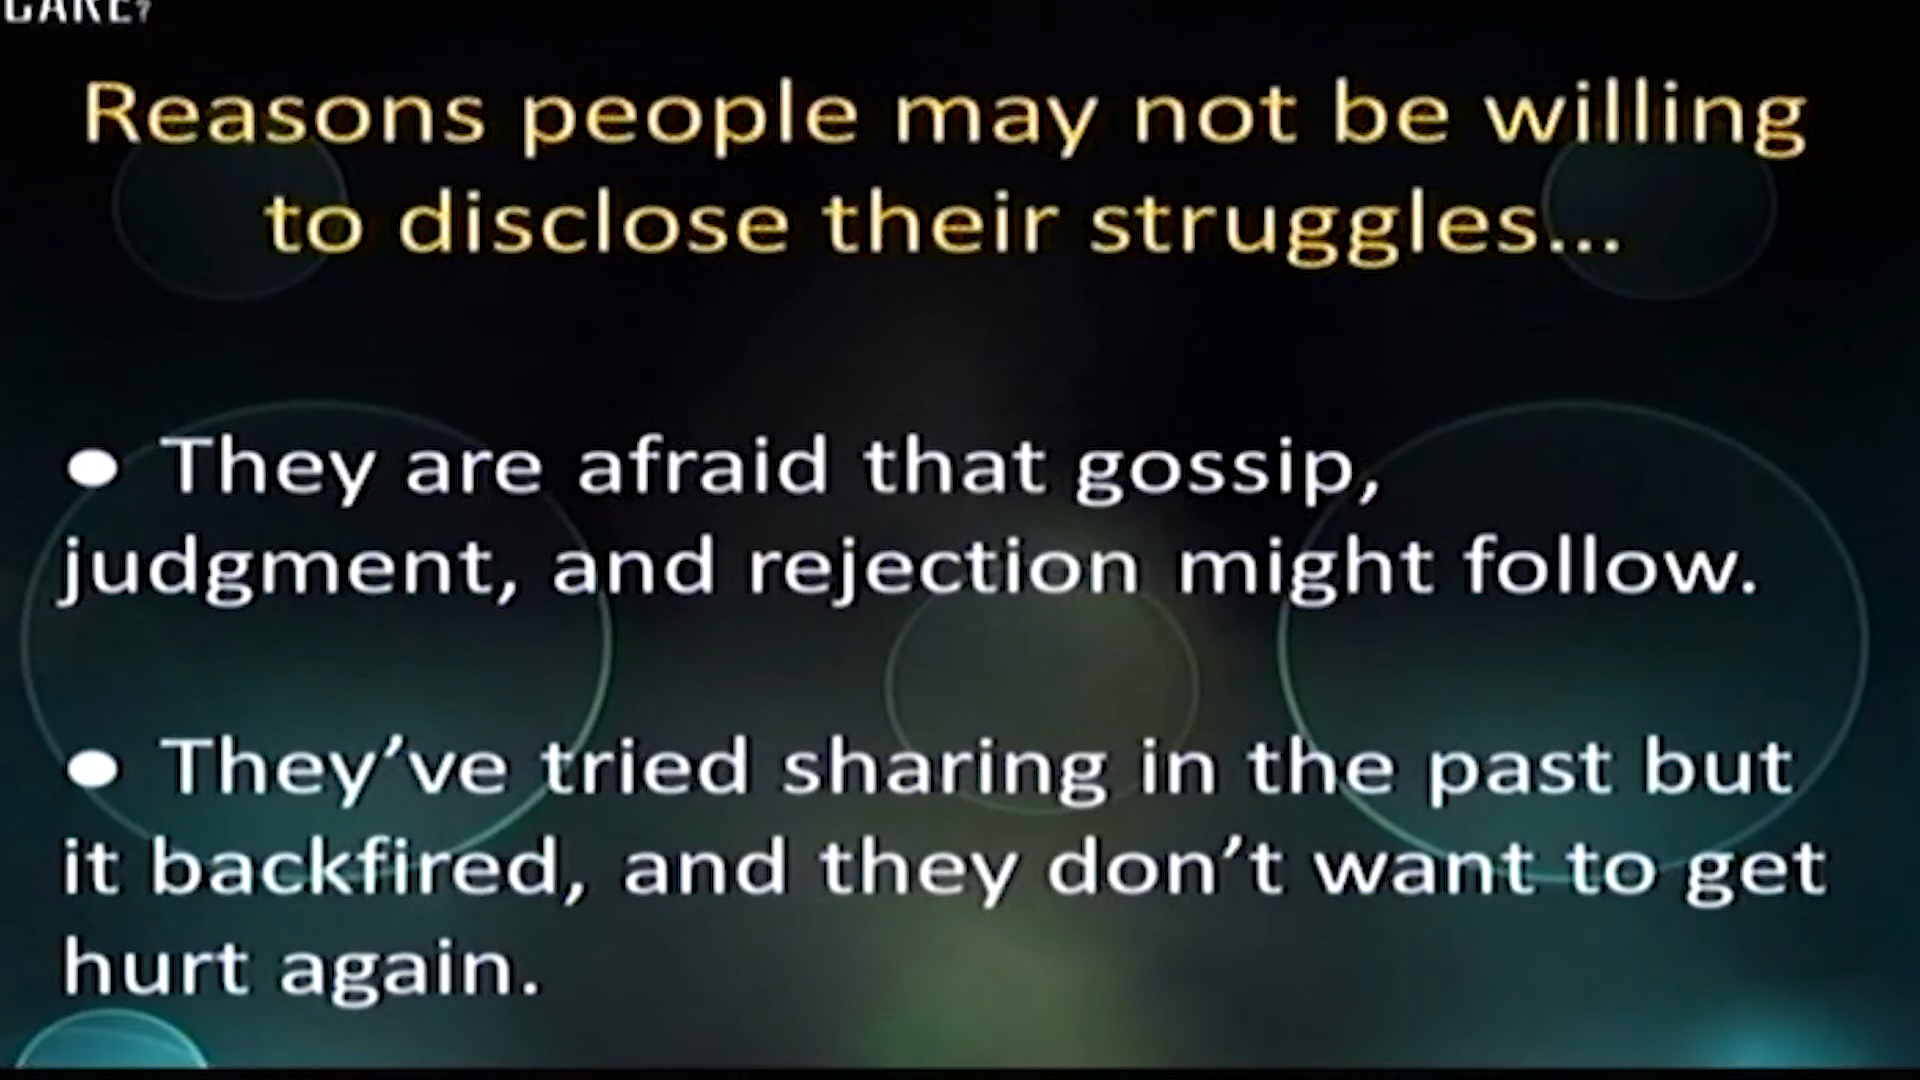 CARE?
Reasons people may not be willing
to disclose their struggles...
• They are afraid that gossip,
judgment, and rejection might follow.
• They’ve tried sharing in the past but
it backfired, and they don’t want to get
hurt again.